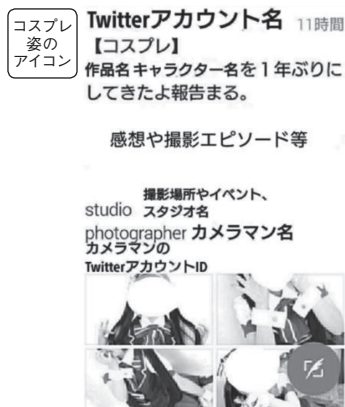 コスプレ
姿の
アイコン
Twitterアカウント名 11時間
【コスプレ】
作品名キャラクター名を1年ぶりに
してきたよ報告まる。
感想や撮影エピソード等
撮影場所やイベント、
studio スタジオ名
photographer カメラマン名
カメラマンの
TwitterアカウントID